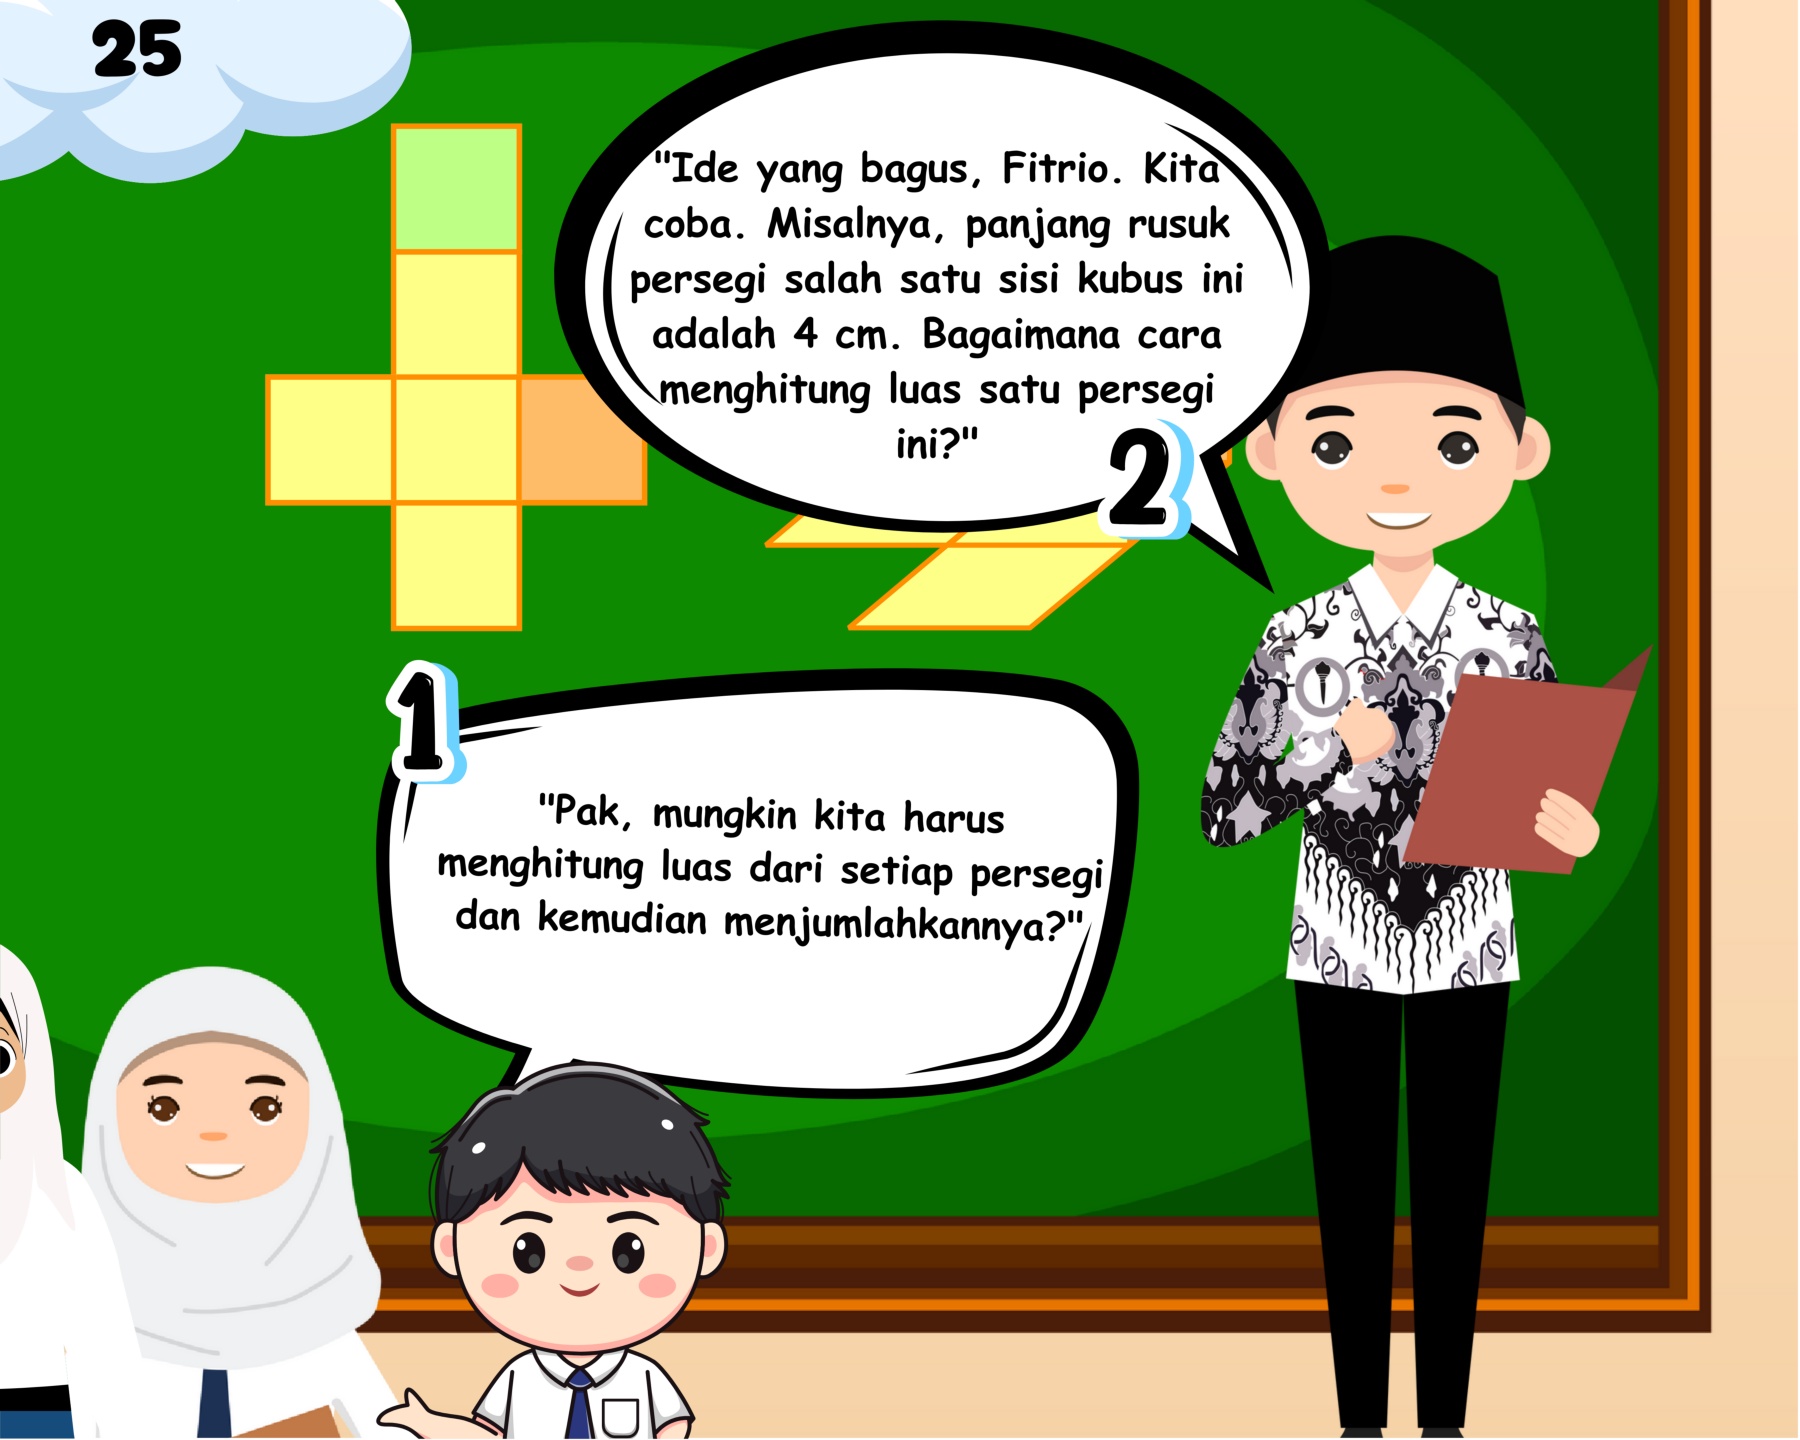 25
1
"Pak, mungkin kita harus
menghitung luas dari setiap persegi
dan kemudian menjumlahkannya?"
2
"Ide yang bagus, Fitrio. Kita
coba. Misalnya, panjang rusuk
persegi salah satu sisi kubus ini
adalah 4 cm. Bagaimana cara
menghitung luas satu persegi
ini?"